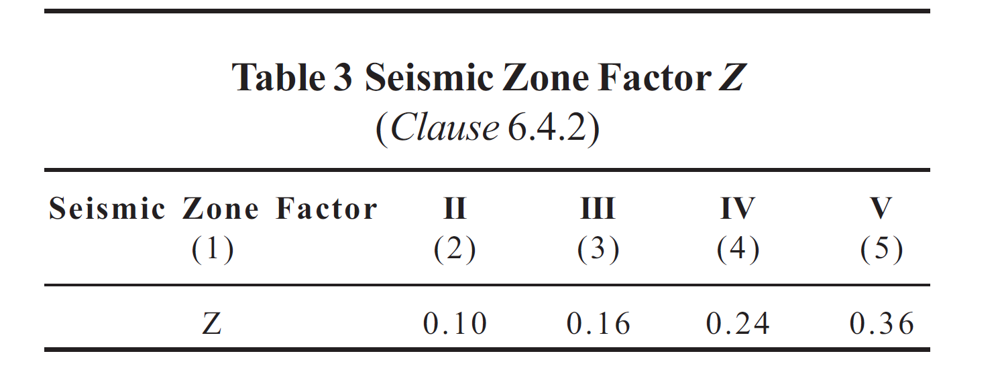 Table 3 Seismic Zone Factor Z
(Clause 6.4.2)
Seismic Zone Factor II III IV V
(1) (2) (3) (4) (5)
Z 0.10 0.16 0.24 0.36